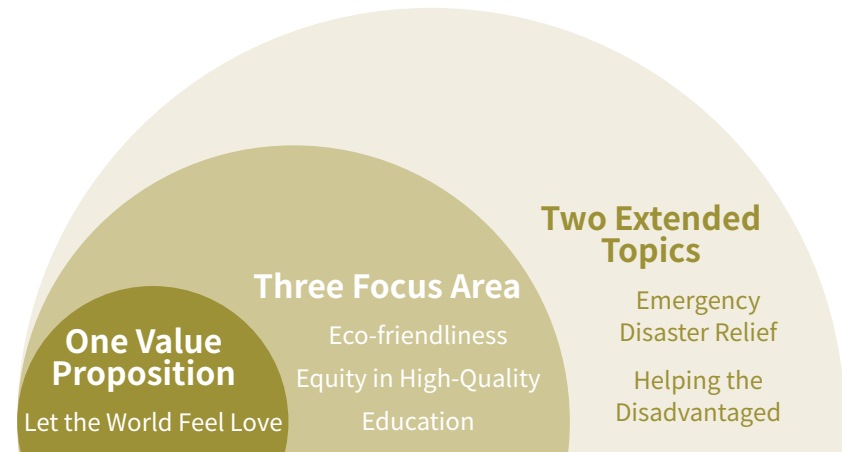 One Value
Proposition
Let the World Feel Love
Three Focus Area
Eco-friendliness
Equity in High-Quality
Education
Two Extended
Topics
Emergency
Disaster Relief
Helping the
Disadvantaged